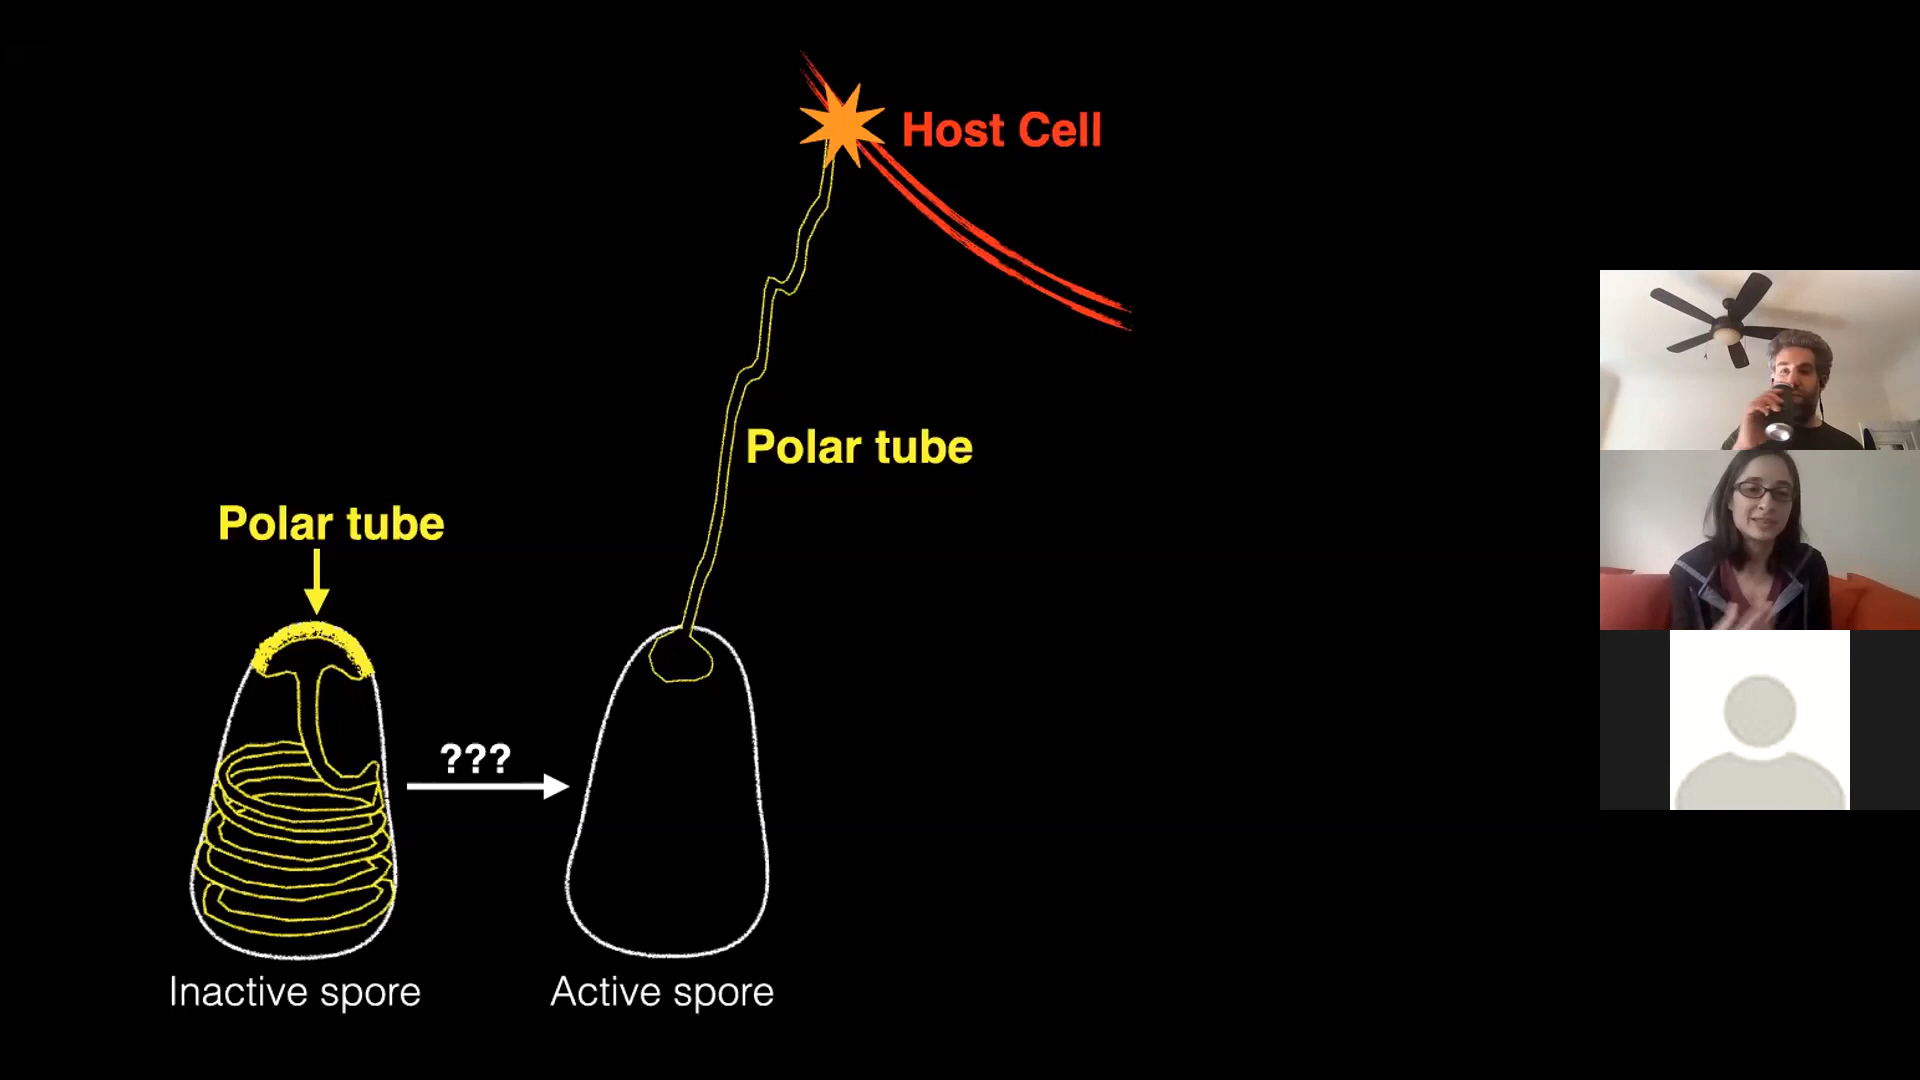 Host Cell
Polar tube
Polar tube
???
Inactive spore
Active spore